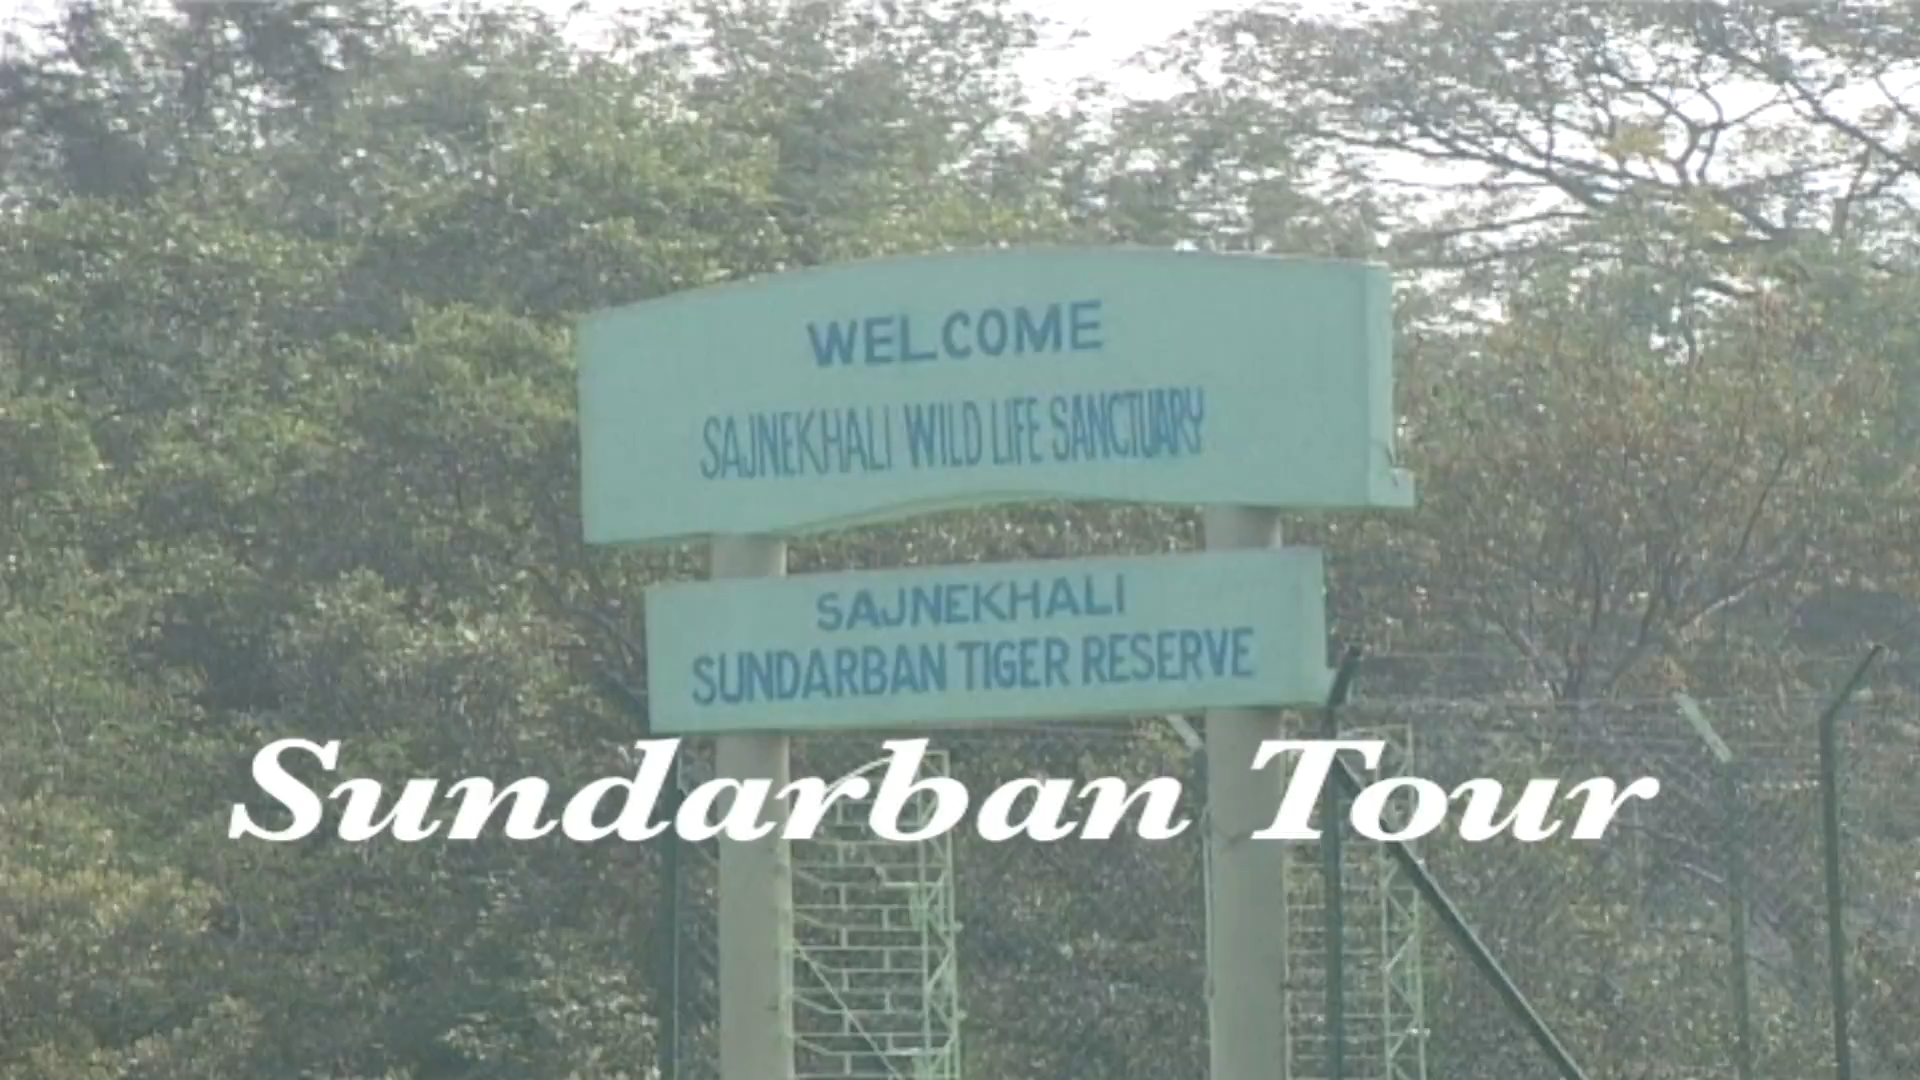 WELCOME
SAJNEKHALI WILD LIFE SANCTUARY
SAJNEKHALI
SUNDARBAN TIGER RESERVE
Sundarban Tour